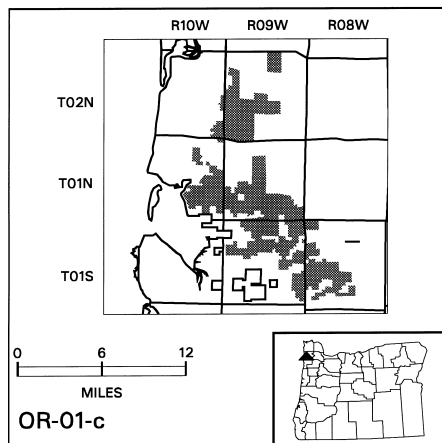 R10W R09W R08W
T02N
T01N
T01S
0 6 12
MILES
OR-01-c